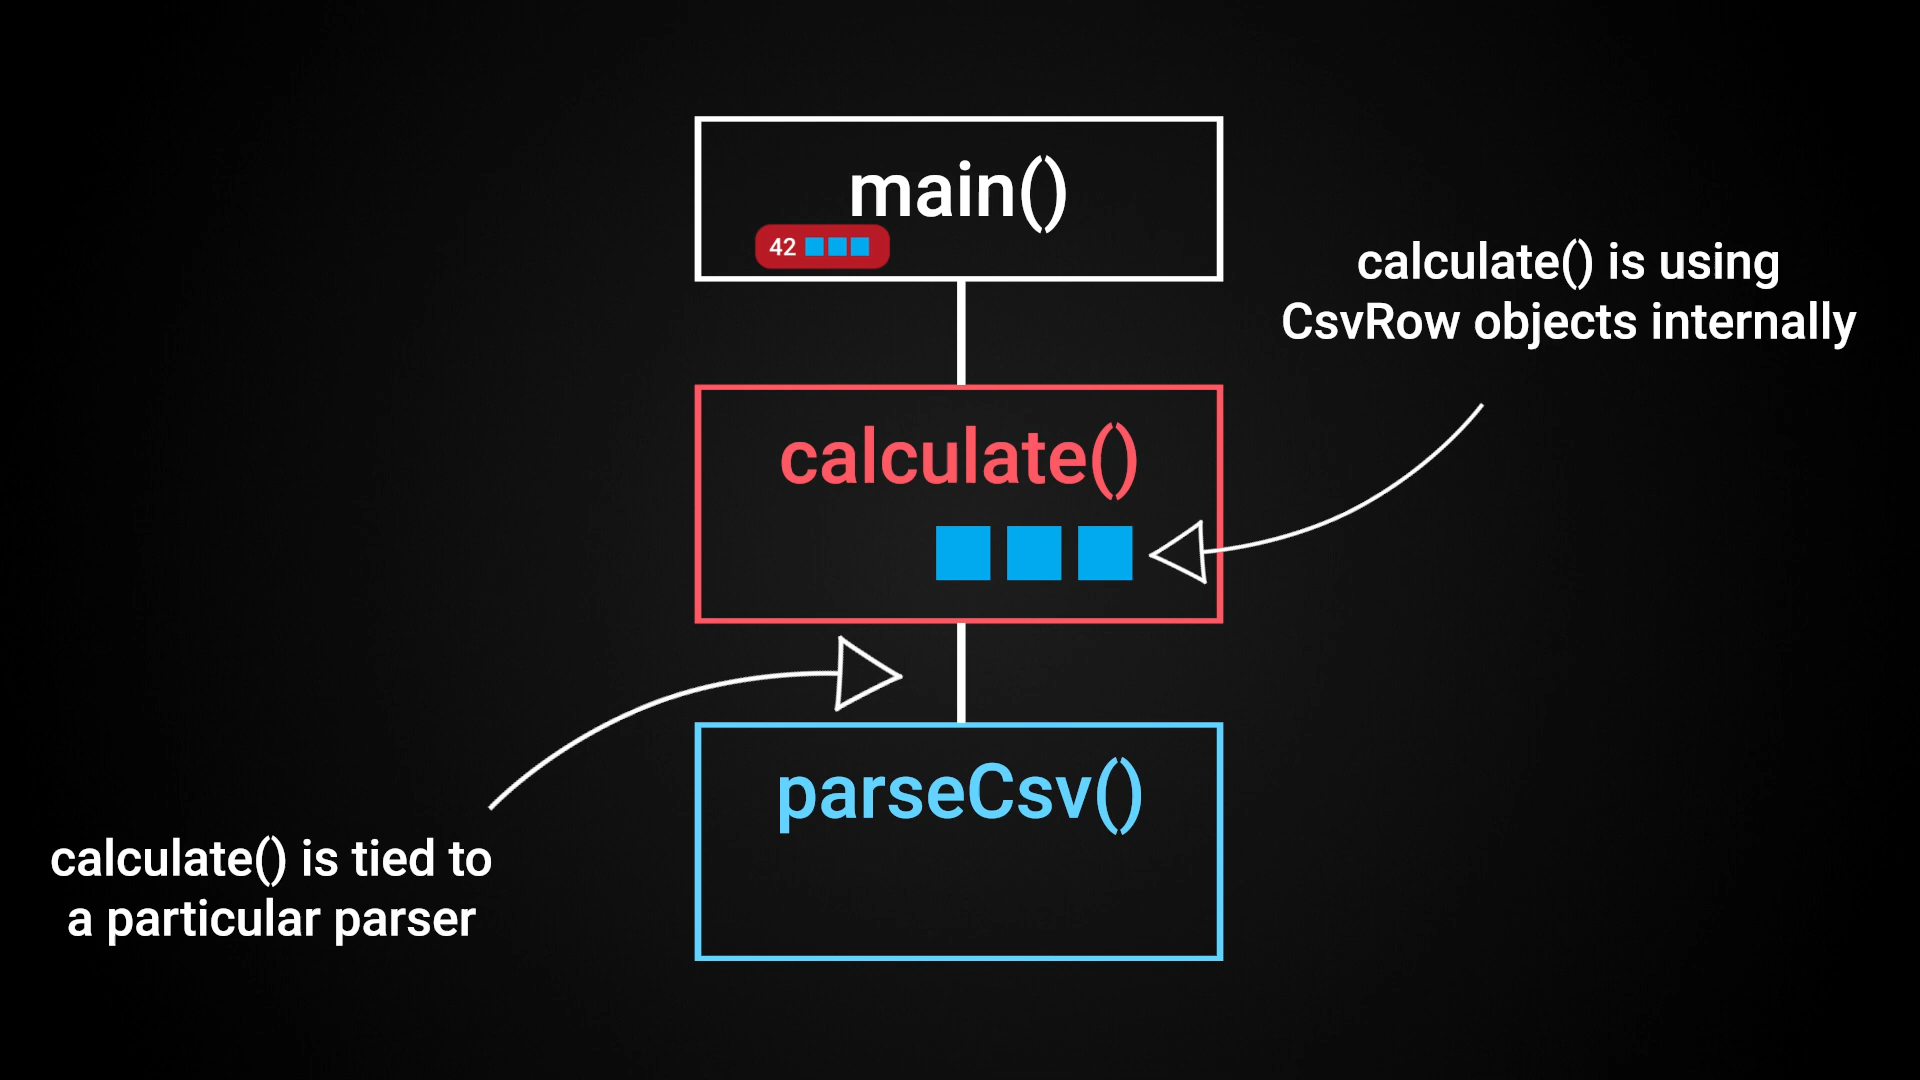 main()
42
calculate() is using
CsvRow objects internally
calculate()
parseCsv()
calculate() is tied to
a particular parser